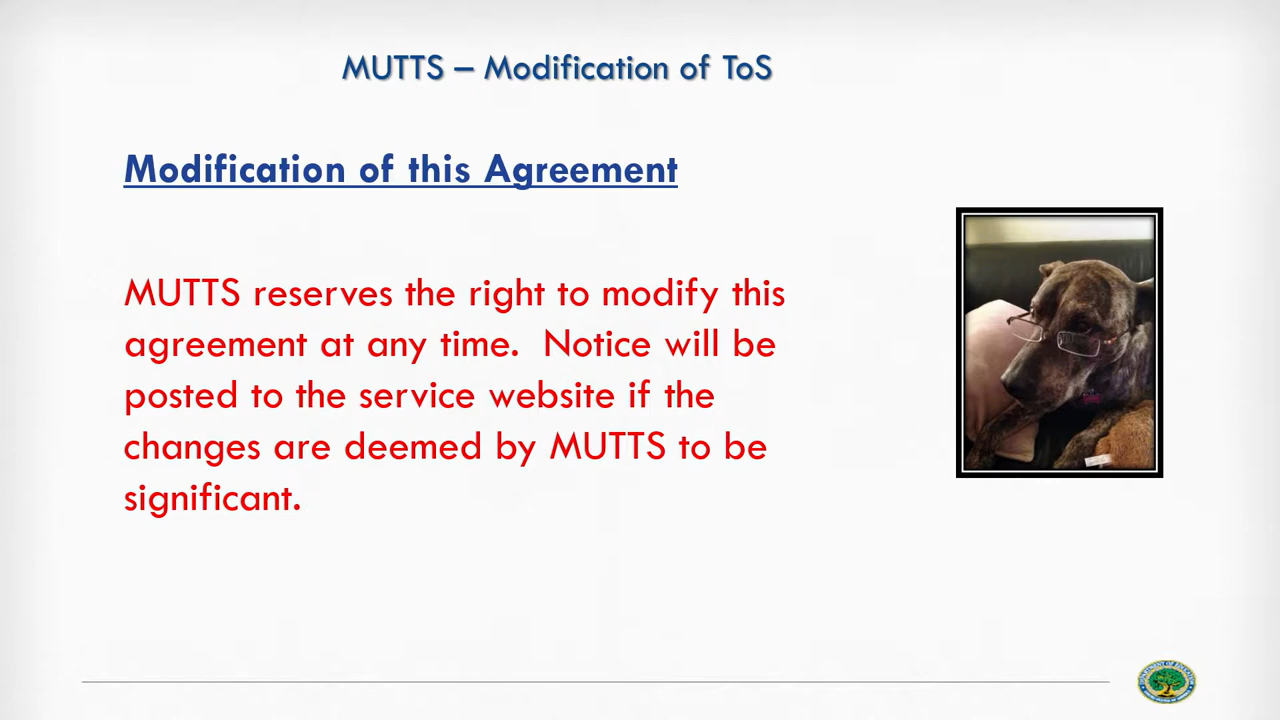 MUTTS – Modification of ToS
Modification of this Agreement
MUTTS reserves the right to modify this
agreement at any time.  Notice will be
posted to the service website if the
changes are deemed by MUTTS to be
significant.